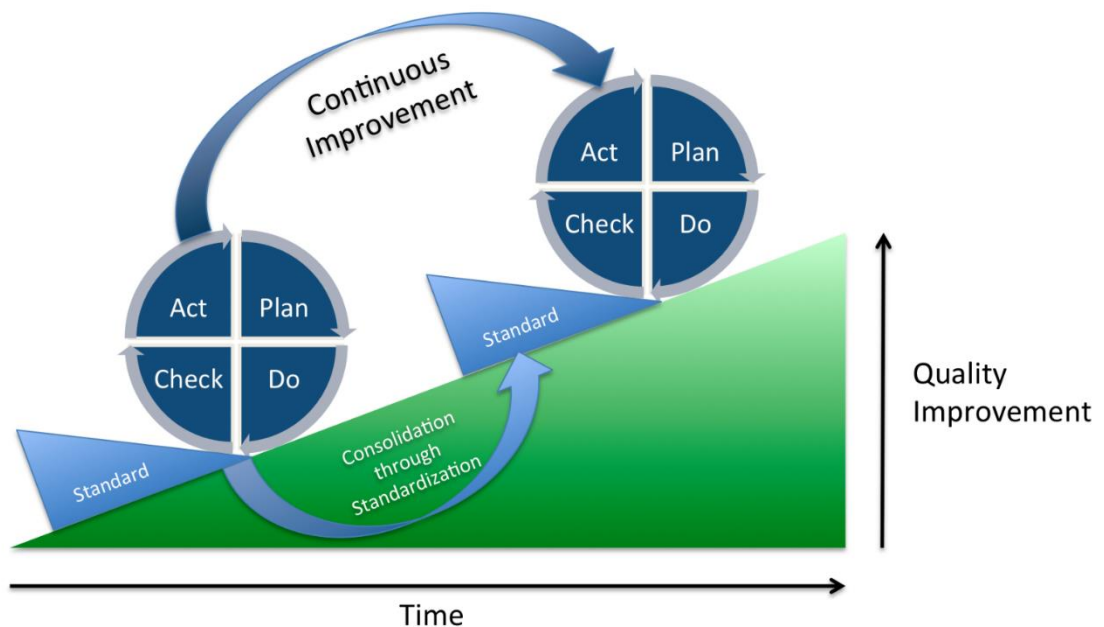 Continuous
Improvement
Act
Plan
Check
Do
Act
Plan
Check
Do
Standard
Standard
Consolidation
through
Standardization
Quality
Improvement
Time